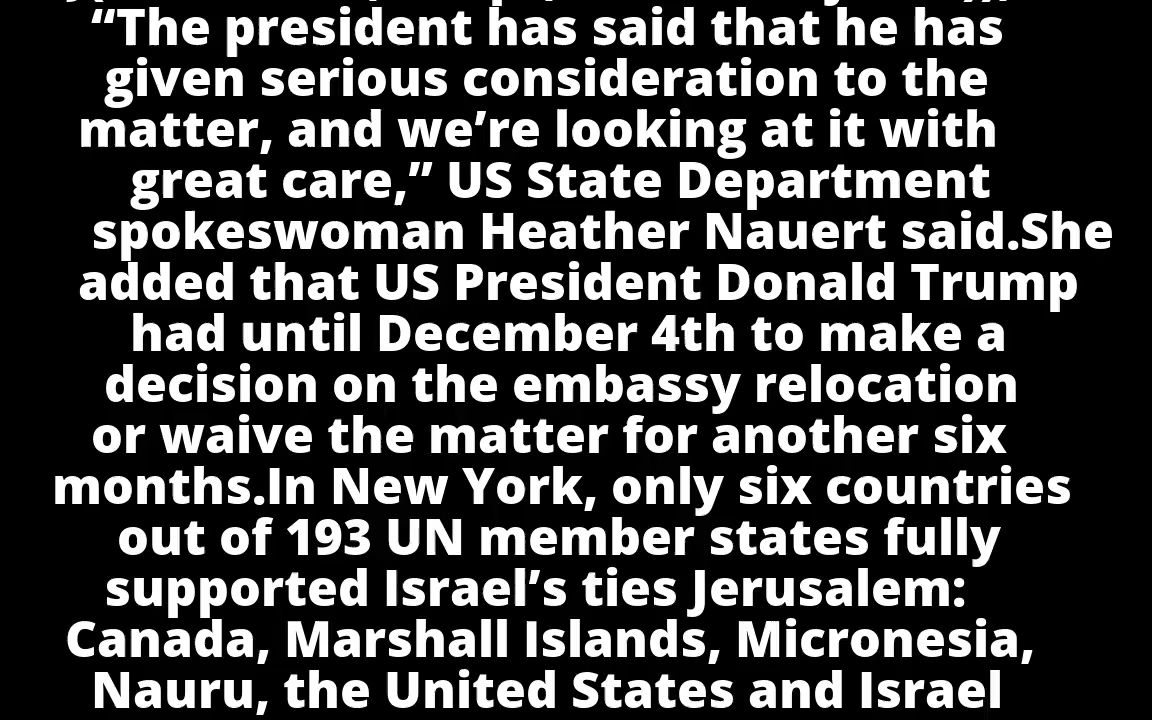 “The president has said that he has
given serious consideration to the
matter, and we’re looking at it with
great care,” US State Department
spokeswoman Heather Nauert said.She
added that US President Donald Trump
had until December 4th to make a
decision on the embassy relocation
or waive the matter for another six
months.In New York, only six countries
out of 193 UN member states fully
supported Israel’s ties Jerusalem:
Canada, Marshall Islands, Micronesia,
Nauru, the United States and Israel